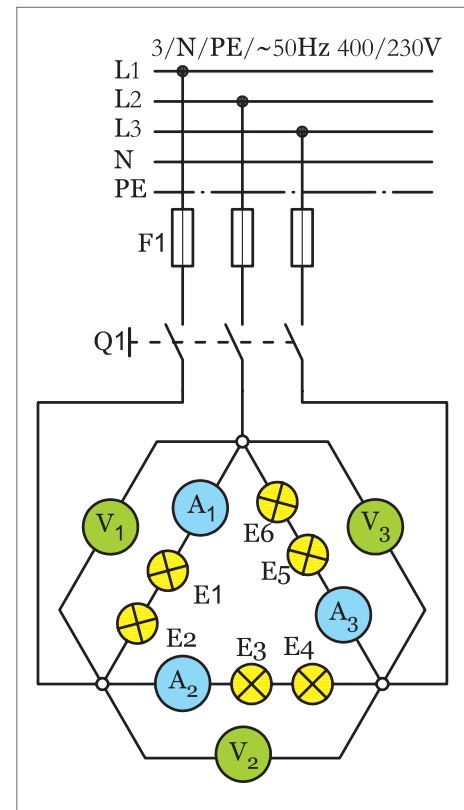 3/N/PE/~50Hz 400/230V
L1
L2
L3
N
PE
F1
Q1
V1
A1
E6
V3
E1
E5
E2
A3
A2
E3
E4
V2